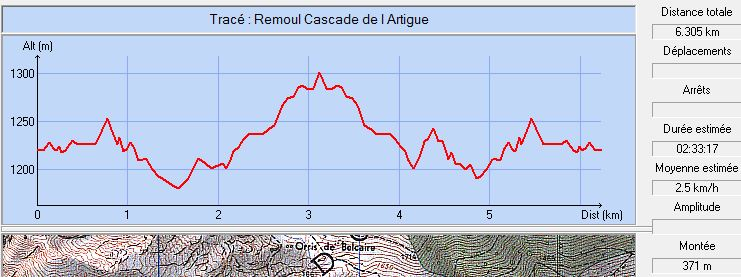 Tracé : Remoul Cascade de l Artigue
Alt (m)
1300
1250
1200
0 1 2 3 4 5 Dist (km)
Distance totale
6.305 km
Déplacements
Arrêts
Durée estimée
02:33:17
Moyenne estimée
2.5 km/h
Amplitude
Montée
371 m
Orris de Belcaire
D